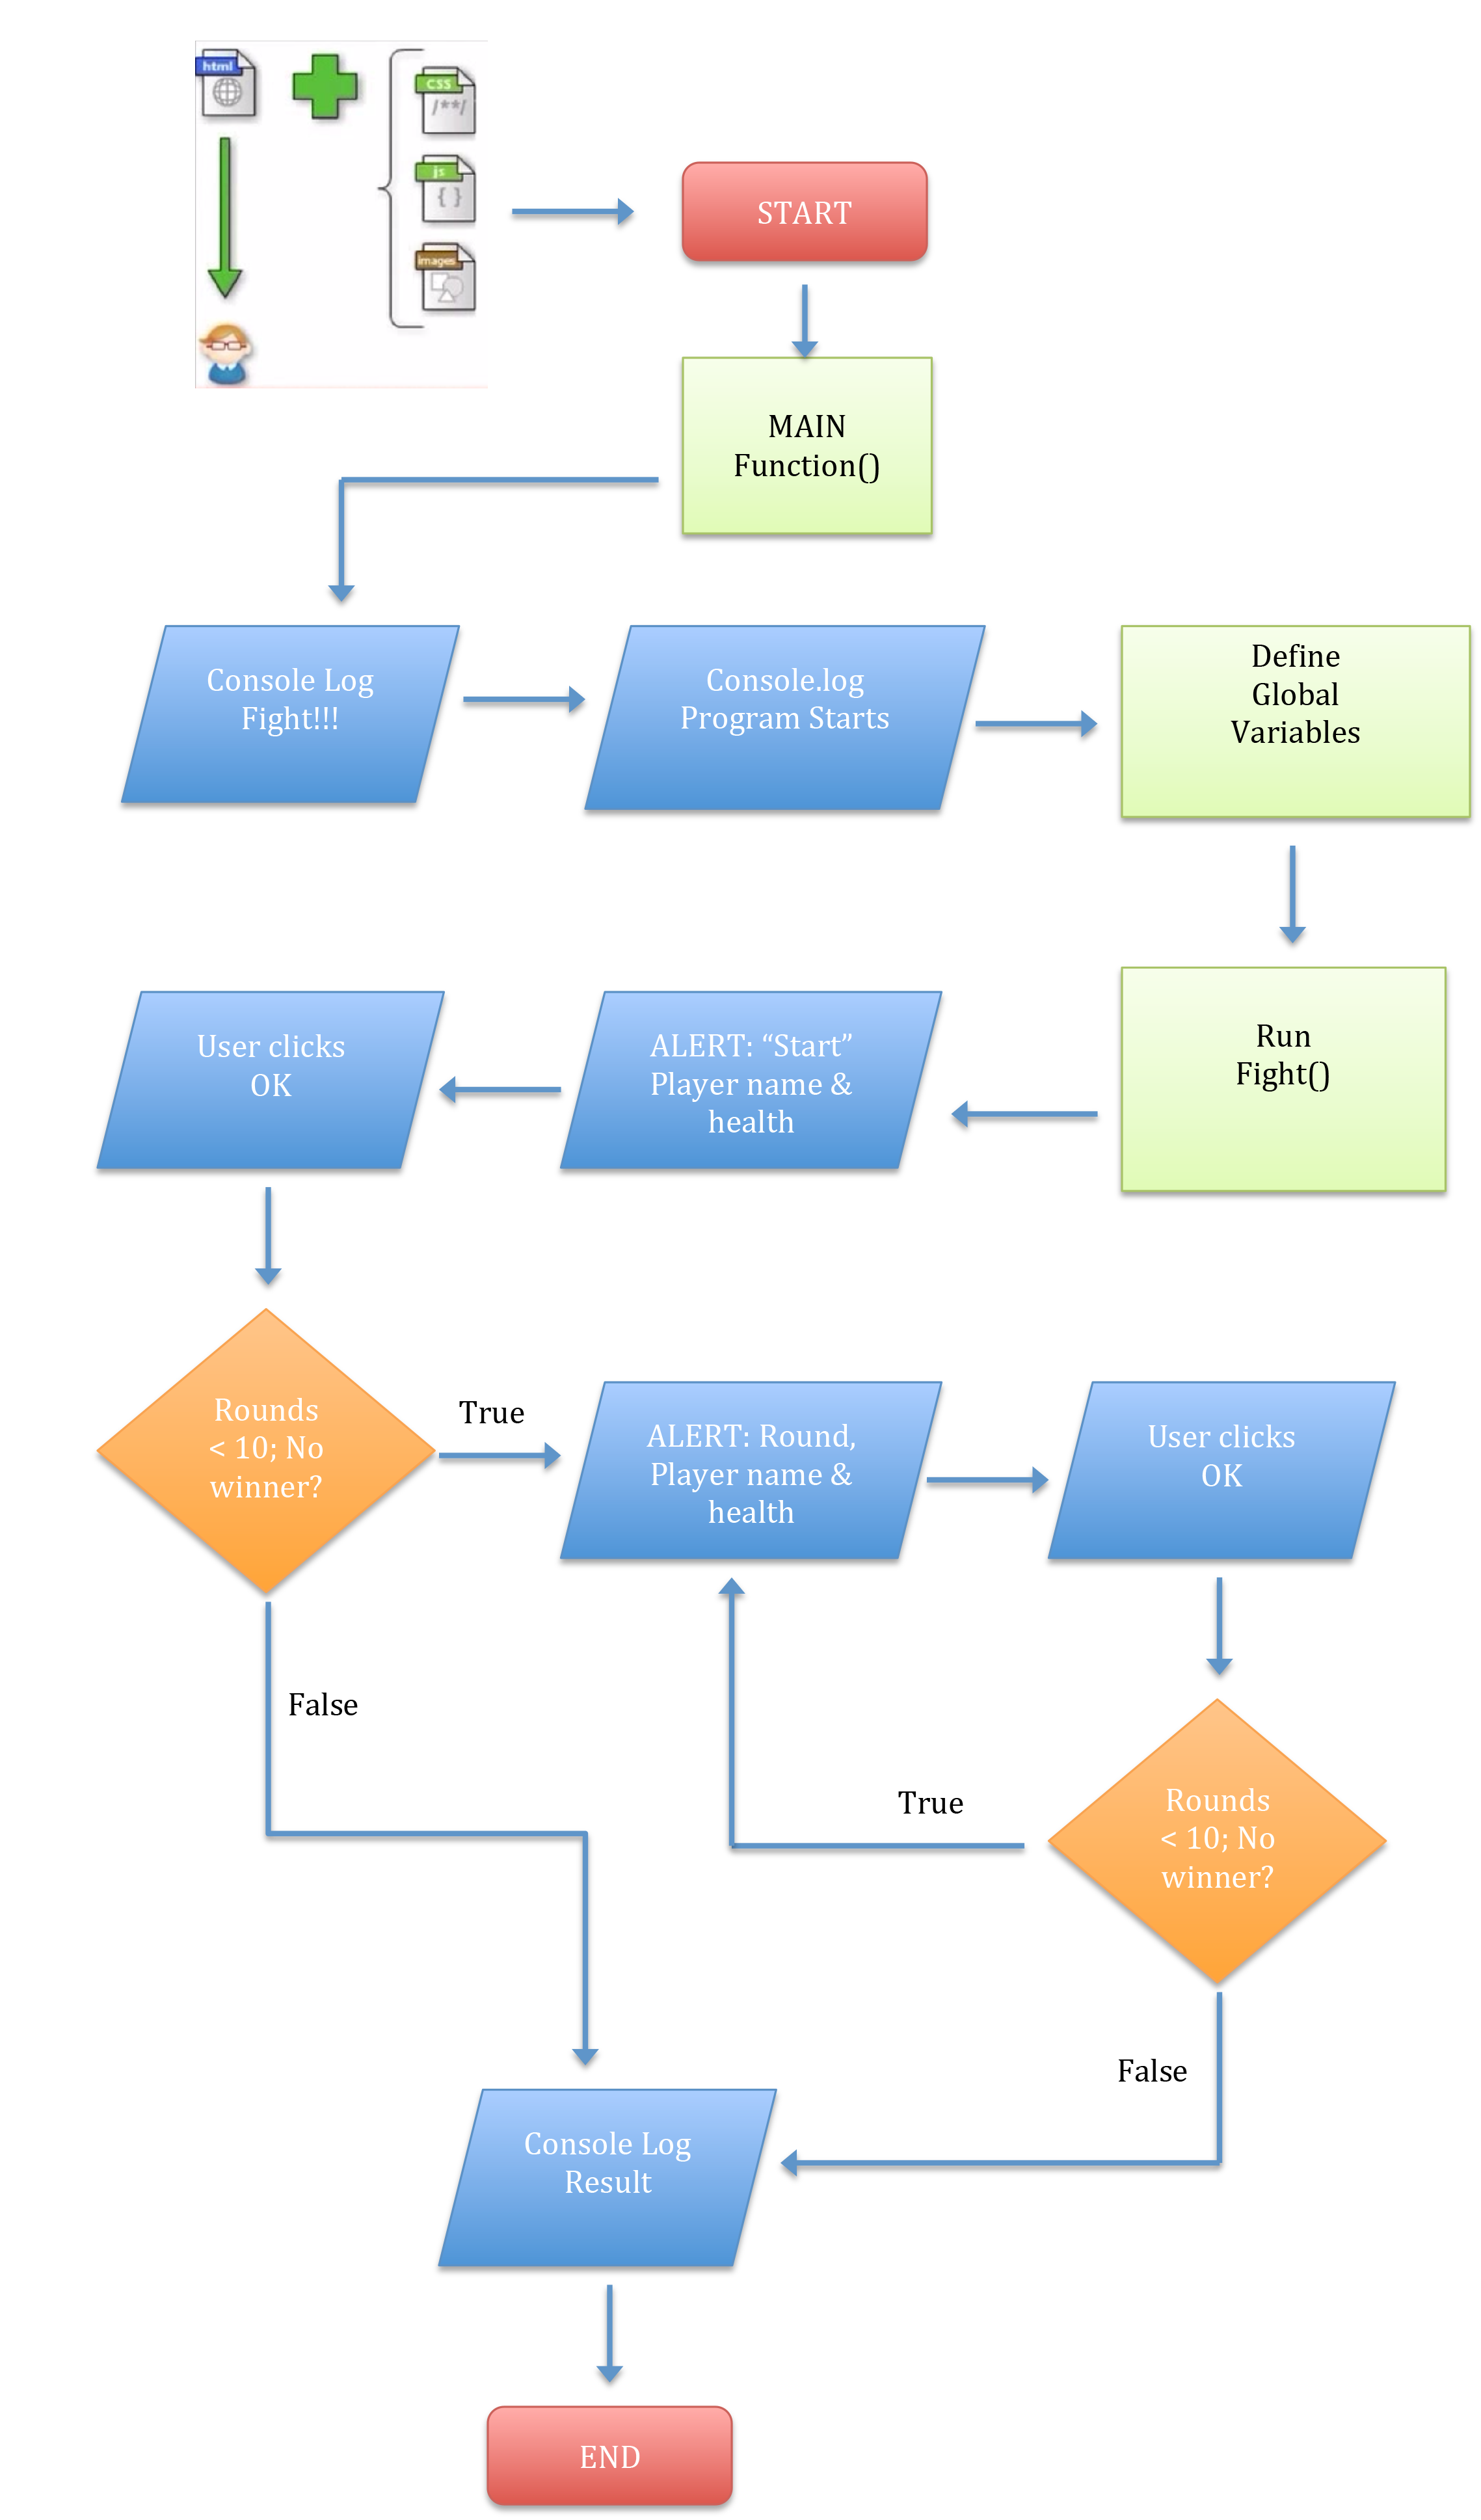 html
css
/**/
js
{ }
images
START
MAIN
Function()
Console Log
Fight!!!
Console.log
Program Starts
Define
Global
Variables
Run
Fight()
ALERT: “Start”
Player name &
health
User clicks
OK
Rounds
< 10; No
winner?
True
ALERT: Round,
Player name &
health
User clicks
OK
False
True
Rounds
< 10; No
winner?
False
Console Log
Result
END